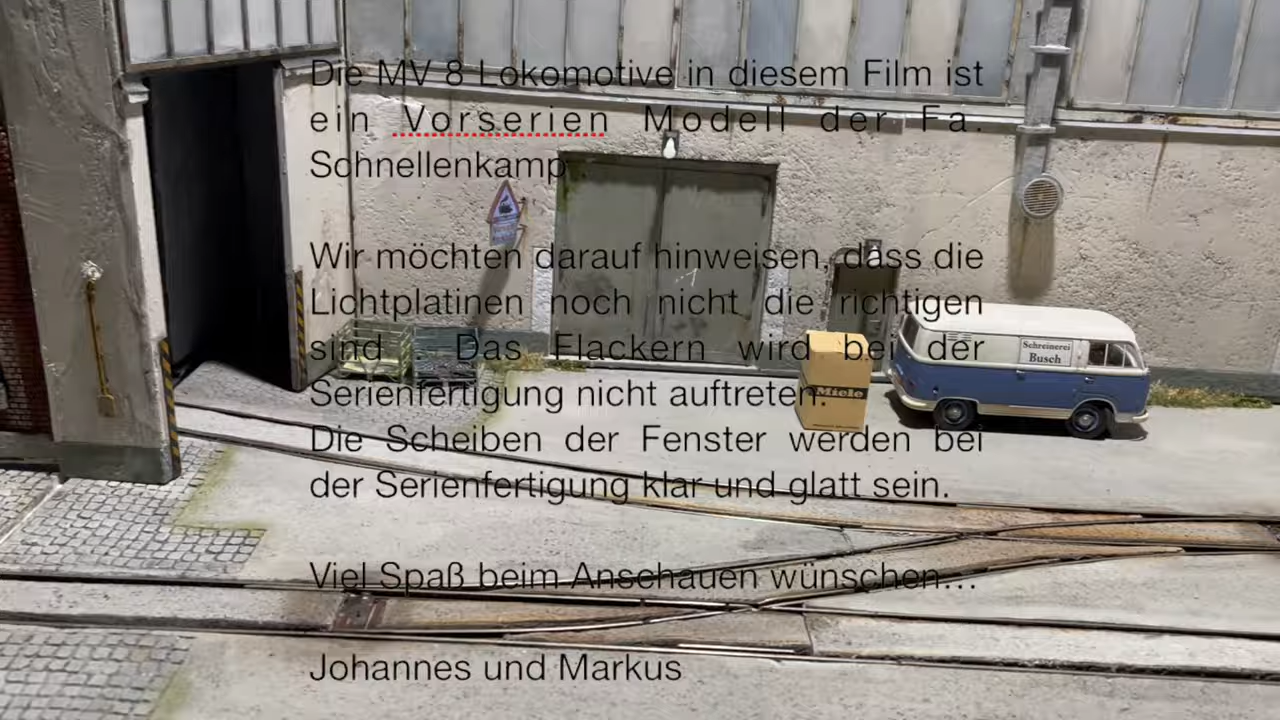 Die MV 8 Lokomotive in diesem Film ist
ein Vorserien Modell der Fa.
Schnellenkamp
Wir möchten darauf hinweisen, dass die
Lichtplatinen noch nicht die richtigen
sind . Das Flackern wird bei der
Serienfertigung nicht auftreten.
Die Scheiben der Fenster werden bei
der Serienfertigung klar und glatt sein.
Viel Spaß beim Anschauen wünschen...
Johannes und Markus
Schreinerei
Busch
Miele